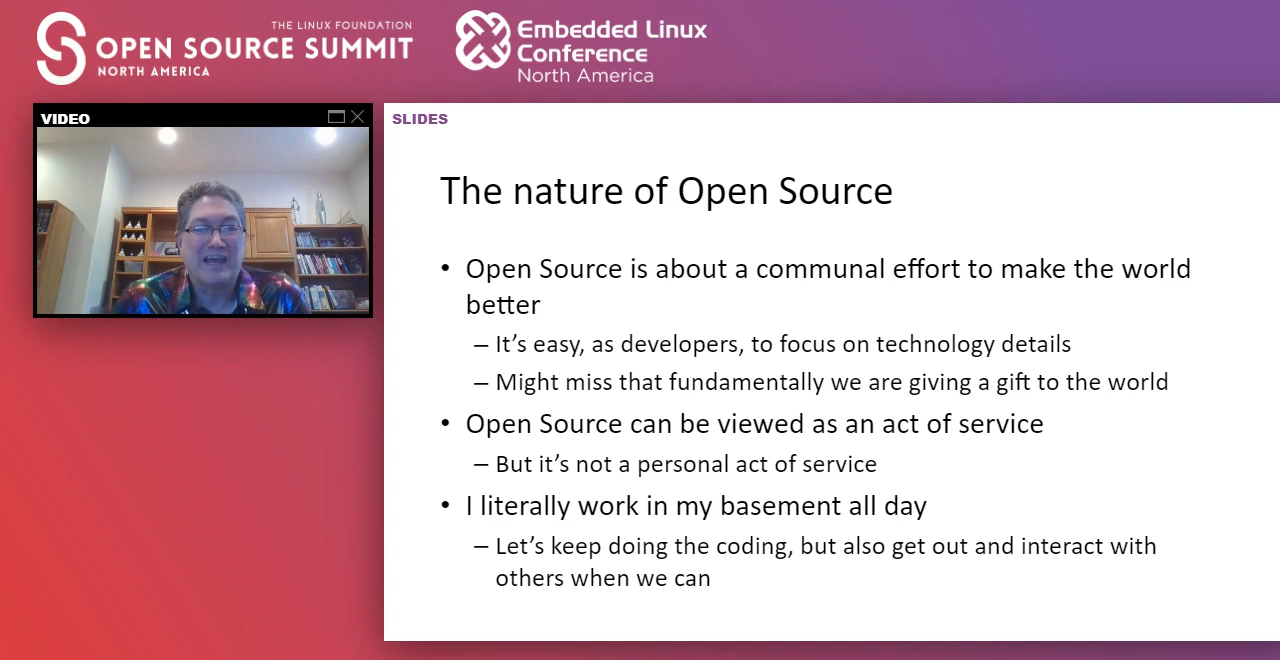 THE LINUX FOUNDATION
OPEN SOURCE SUMMIT
NORTH AMERICA
Embedded Linux
Conference
North America
VIDEO
SLIDES
The nature of Open Source
• Open Source is about a communal effort to make the world
better
– It’s easy, as developers, to focus on technology details
– Might miss that fundamentally we are giving a gift to the world
• Open Source can be viewed as an act of service
– But it’s not a personal act of service
• I literally work in my basement all day
– Let’s keep doing the coding, but also get out and interact with
others when we can